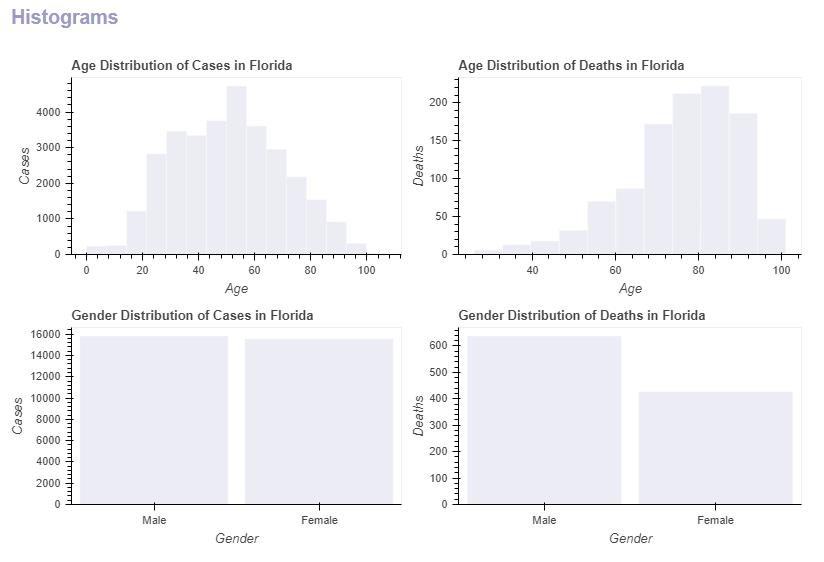 Histograms
Age Distribution of Cases in Florida
Cases
4000
3000
2000
1000
0
0 20 40 60 80 100
Age
Age Distribution of Deaths in Florida
Deaths
200
150
100
50
0
40 60 80 100
Age
Gender Distribution of Cases in Florida
Cases
16000
14000
12000
10000
8000
6000
4000
2000
0
Male Female
Gender
Gender Distribution of Deaths in Florida
Deaths
600
500
400
300
200
100
0
Male Female
Gender